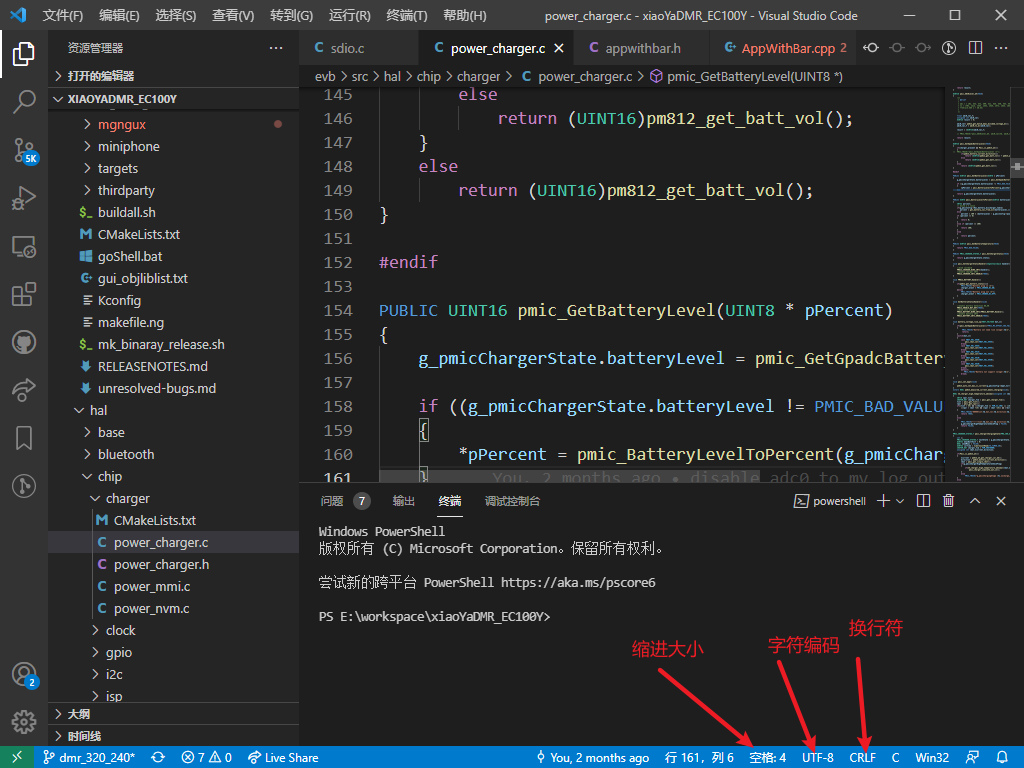 文件(F) 编辑(E) 选择(S) 查看(V) 转到(G) 运行(R) 终端(T) 帮助(H) power_charger.c - xiaoYaDMR_EC100Y - Visual Studio Code
资源管理器
打开的编辑器
XIAOYADMR_EC100Y
mgngux
miniphone
targets
thirdparty
buildall.sh
CMakeLists.txt
goShell.bat
gui_objliblist.txt
Kconfig
makefile.ng
mk_binaray_release.sh
RELEASENOTES.md
unresolved-bugs.md
hal
base
bluetooth
chip
charger
CMakeLists.txt
power_charger.c
power_charger.h
power_mmi.c
power_nvm.c
clock
gpio
i2c
isp
大纲
时间线
5K
2
sdio.c power_charger.c appwithbar.h AppWithBar.cpp 2
evb > src > hal > chip > charger > power_charger.c > pmic_GetBatteryLevel(UINT8 *)
145 else
146 return (UINT16)pm812_get_batt_vol();
147 }
148 else
149 return (UINT16)pm812_get_batt_vol();
150 }
151
152 #endif
153
154 PUBLIC UINT16 pmic_GetBatteryLevel(UINT8 * pPercent)
155 {
156 g_pmicChargerState.batteryLevel = pmic_GetGpadcBatter
157
158 if ((g_pmicChargerState.batteryLevel != PMIC_BAD_VALU
159 {
160 *pPercent = pmic_BatteryLevelToPercent(g_pmicChar
161 } You, 2 months ago • disable adc0 to my log out
问题 7 输出 终端 调试控制台 powershell
Windows PowerShell
版权所有 (C) Microsoft Corporation。保留所有权利。
尝试新的跨平台 PowerShell https://aka.ms/pscore6
PS E:\workspace\xiaoYaDMR_EC100Y>
缩进大小 字符编码 换行符
dmr_320_240* 7 0 Live Share You, 2 months ago 行 161，列 6 空格: 4 UTF-8 CRLF C Win32